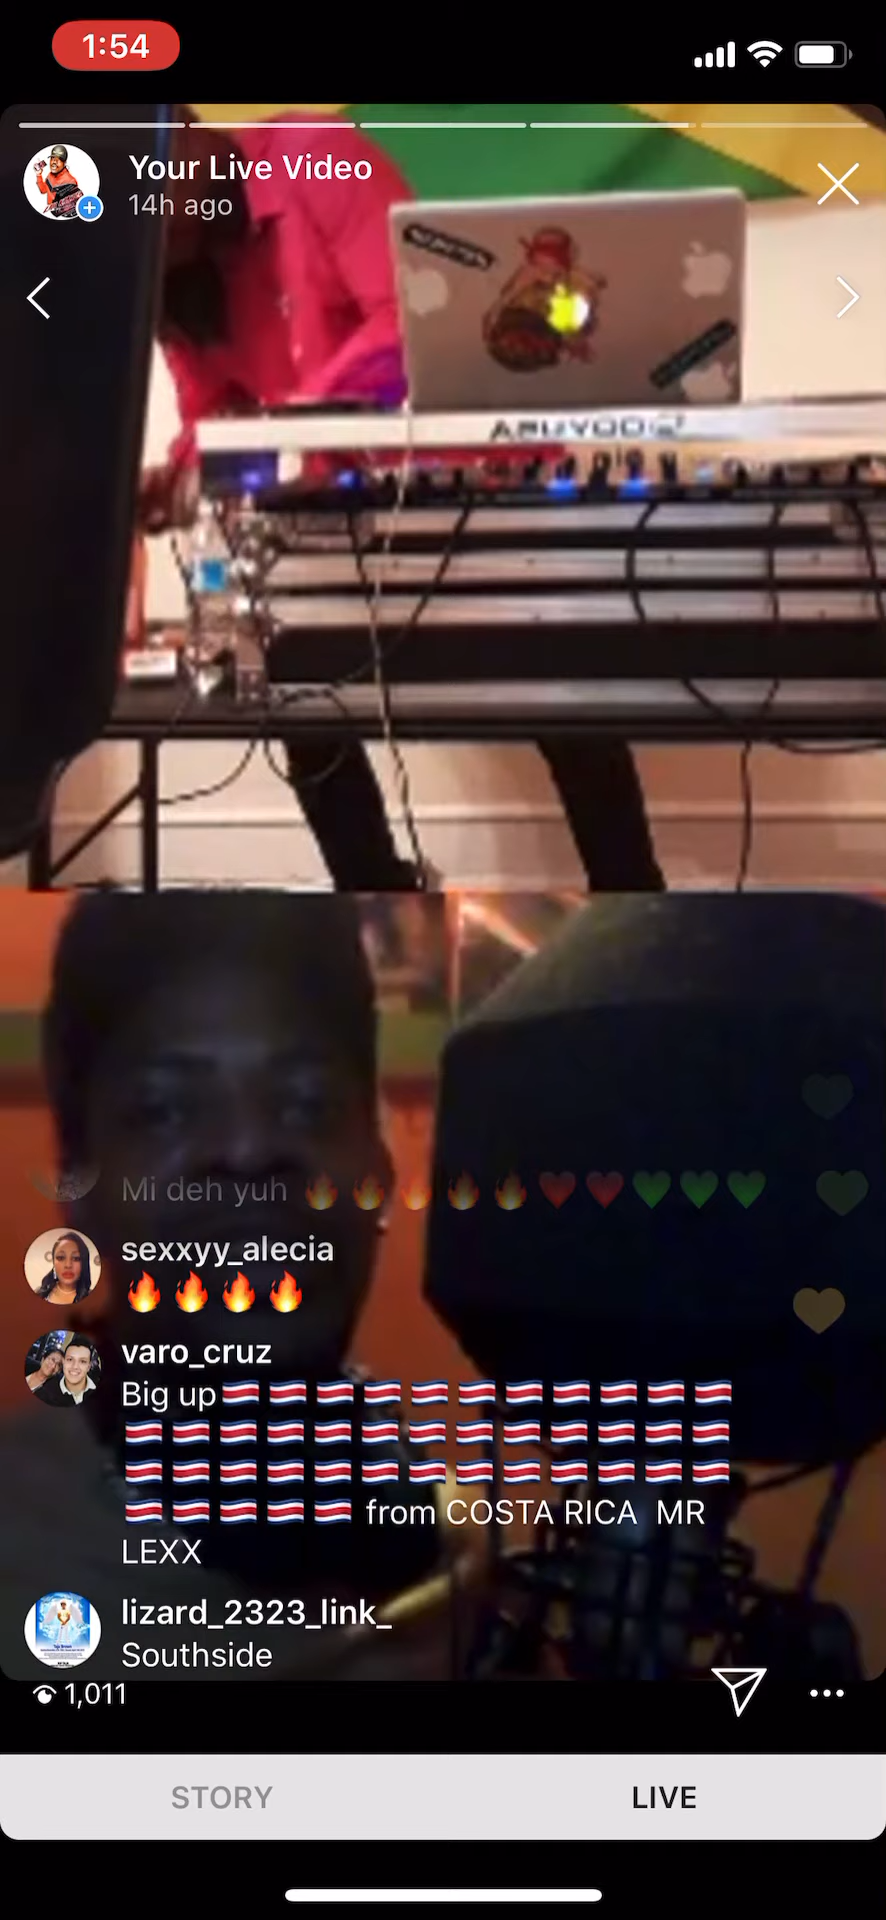 1:54
Your Live Video
14h ago
Mi deh yuh 🔥🔥🔥🔥🔥❤️❤️💚💚💚
sexxyy_alecia
🔥🔥🔥🔥
varo_cruz
Big up🇨🇷🇨🇷🇨🇷🇨🇷🇨🇷🇨🇷🇨🇷🇨🇷🇨🇷🇨🇷🇨🇷
🇨🇷🇨🇷🇨🇷🇨🇷🇨🇷🇨🇷🇨🇷🇨🇷🇨🇷🇨🇷🇨🇷🇨🇷🇨🇷
🇨🇷🇨🇷🇨🇷🇨🇷🇨🇷🇨🇷🇨🇷🇨🇷🇨🇷🇨🇷🇨🇷🇨🇷🇨🇷
🇨🇷🇨🇷🇨🇷🇨🇷🇨🇷 from COSTA RICA MR
LEXX
lizard_2323_link_
Southside
1,011
STORY
LIVE